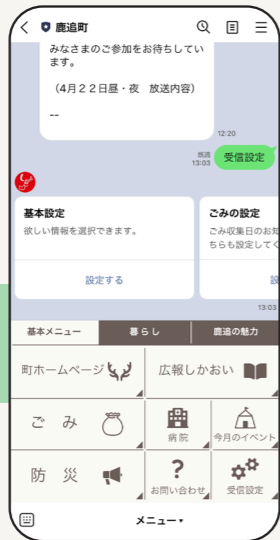 鹿追町
みなさまのご参加をお待ちしてい
ます。
(4月22日昼・夜 放送内容)
--
12:20
既読
13:03
受信設定
基本設定
欲しい情報を選択できます。
設定する
ごみの設定
ごみ収集日のお知
ちらも設定してく
設
13:03
基本メニュー
暮らし
鹿追の魅力
町ホームページ
広報しかおい
ごみ
病院
今月のイベント
防災
?
お問い合わせ
受信設定
メニュー▾